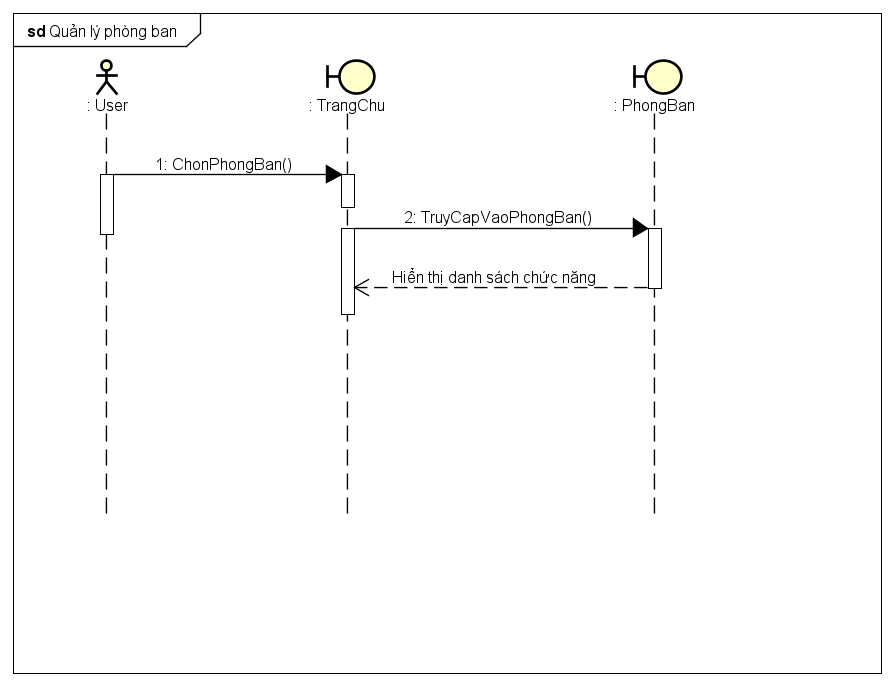 sd Quản lý phòng ban
: User
: TrangChu
: PhongBan
1: ChonPhongBan()
2: TruyCapVaoPhongBan()
Hiển thị danh sách chức năng